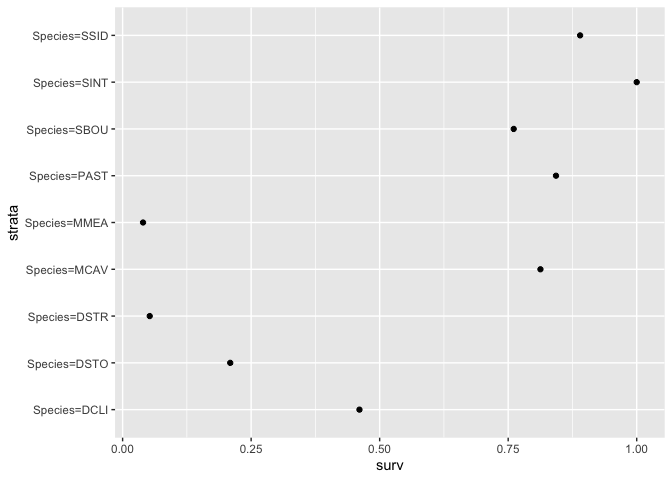 strata
Species=SSID
Species=SINT
Species=SBOU
Species=PAST
Species=MMEA
Species=MCAV
Species=DSTR
Species=DSTO
Species=DCLI
0.00 0.25 0.50 0.75 1.00
surv